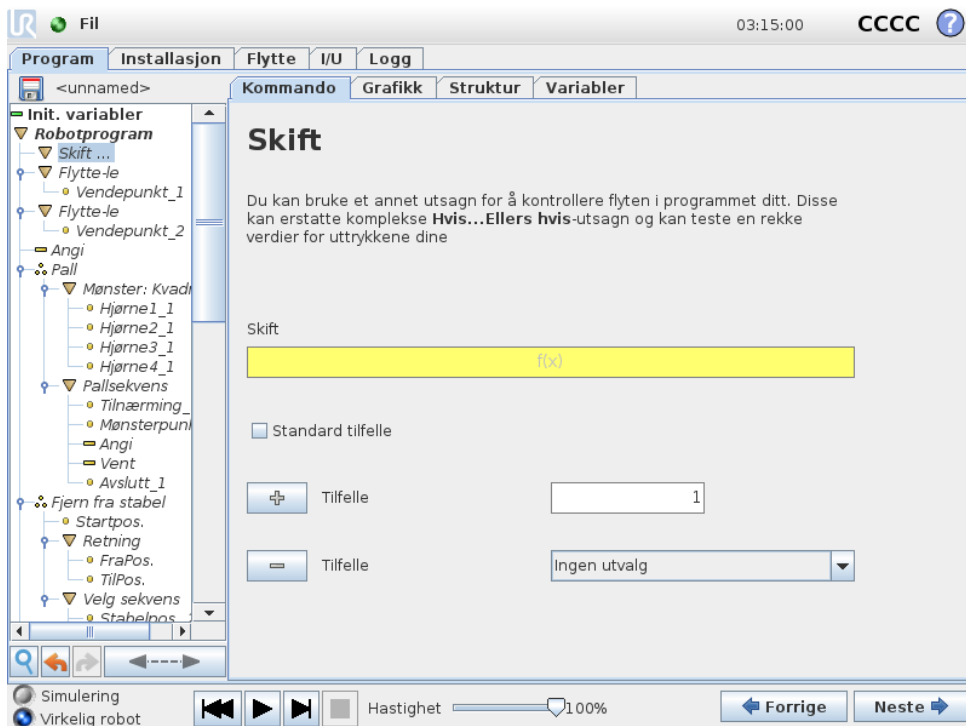 UR Fil 03:15:00 CCCC ?
Program Installasjon Flytte I/U Logg
<unnamed>
Kommando Grafikk Struktur Variabler
Init. variabler
Robotprogram
Skift ...
Flytte-le
Vendepunkt_1
Flytte-le
Vendepunkt_2
Angi
Pall
Mønster: Kvadr
Hjørne1_1
Hjørne2_1
Hjørne3_1
Hjørne4_1
Pallsekvens
Tilnærming_
Mønsterpunk
Angi
Vent
Avslutt_1
Fjern fra stabel
Startpos.
Retning
FraPos.
TilPos.
Velg sekvens
Stabelpos_
Skift
Du kan bruke et annet utsagn for å kontrollere flyten i programmet ditt. Disse
kan erstatte komplekse Hvis...Ellers hvis-utsagn og kan teste en rekke
verdier for uttrykkene dine
Skift
f(x)
Standard tilfelle
Tilfelle 1
Tilfelle Ingen utvalg
Simulering
Virkelig robot
Hastighet 100%
Forrige Neste